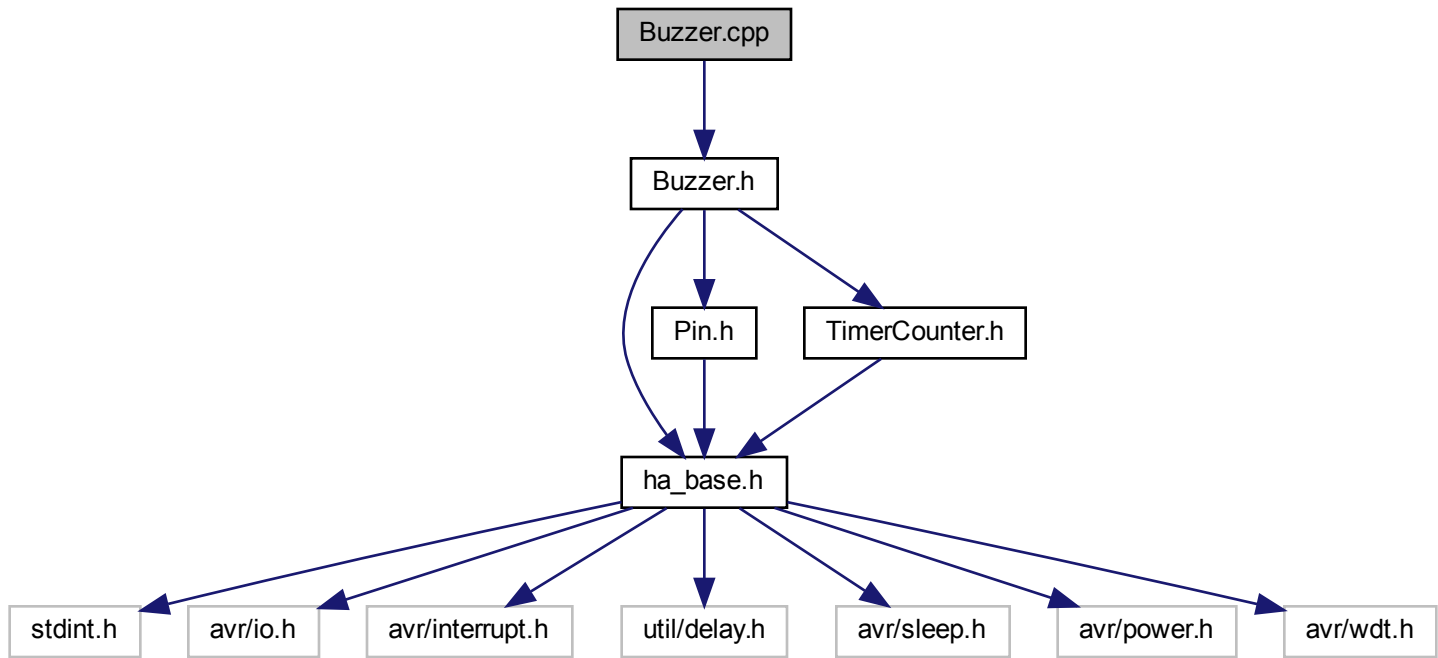 Buzzer.cpp
Buzzer.h
Pin.h
TimerCounter.h
ha_base.h
stdint.h
avr/io.h
avr/interrupt.h
util/delay.h
avr/sleep.h
avr/power.h
avr/wdt.h